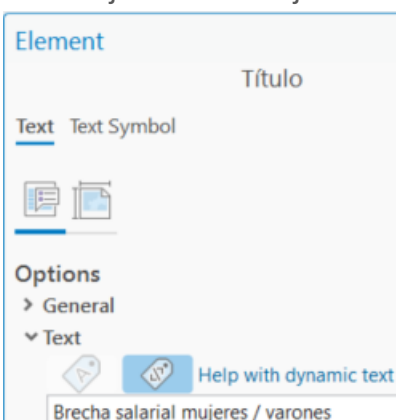 Element
Título
Text Text Symbol
Options
General
Text
Help with dynamic text
Brecha salarial mujeres / varones